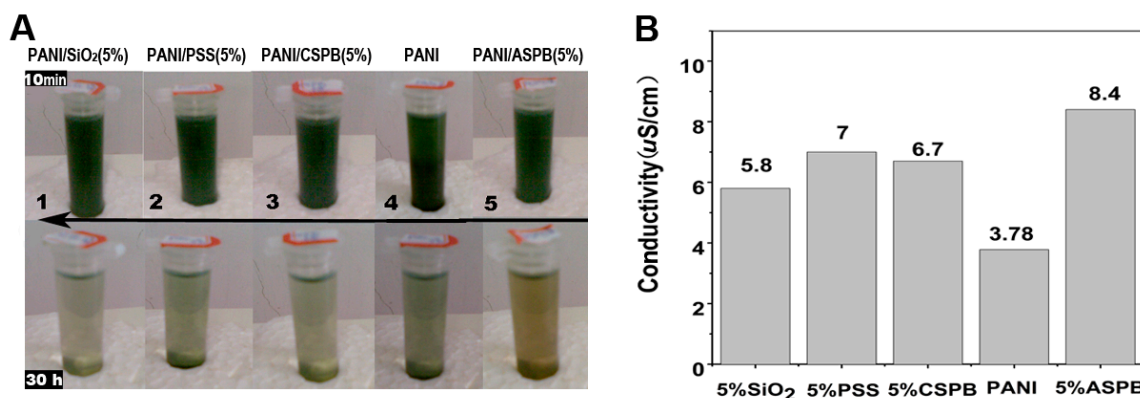 A
PANI/SiO₂(5%) PANI/PSS(5%) PANI/CSPB(5%) PANI PANI/ASPB(5%)
10min
1 2 3 4 5
30 h
B
Conductivity(uS/cm)
10
8
6
4
2
0
5.8
7
6.7
3.78
8.4
5%SiO₂ 5%PSS 5%CSPB PANI 5%ASPB